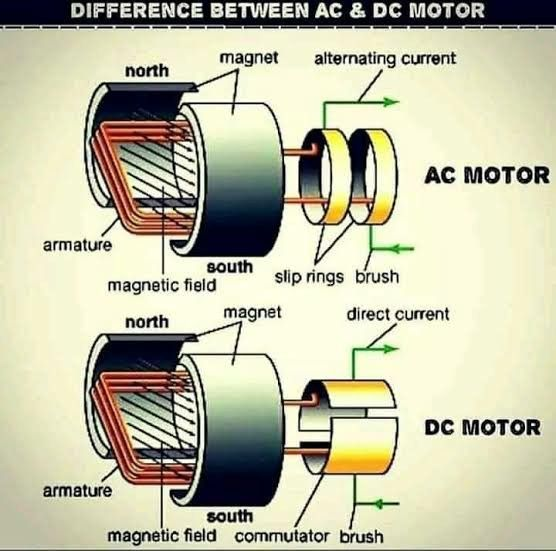 DIFFERENCE BETWEEN AC & DC MOTOR
magnet
alternating current
north
AC MOTOR
armature
south
slip rings
brush
magnetic field
magnet
direct current
north
DC MOTOR
armature
south
magnetic field
commutator
brush